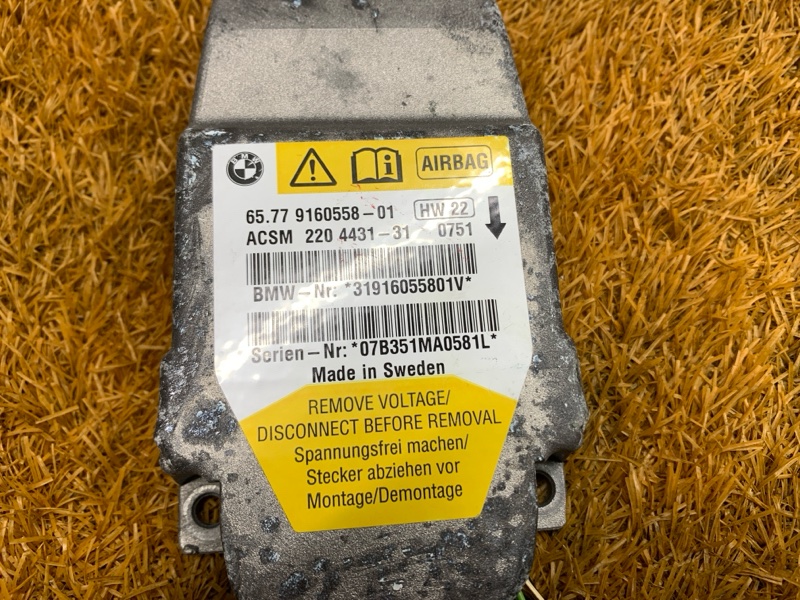 BMW
AIRBAG
65.77 9160558-01 HW 22
ACSM 220 4431-31 0751
BMW-Nr: *31916055801V*
Serien-Nr: *07B351MA0581L*
Made in Sweden
REMOVE VOLTAGE/
DISCONNECT BEFORE REMOVAL
Spannungsfrei machen/
Stecker abziehen vor
Montage/Demontage